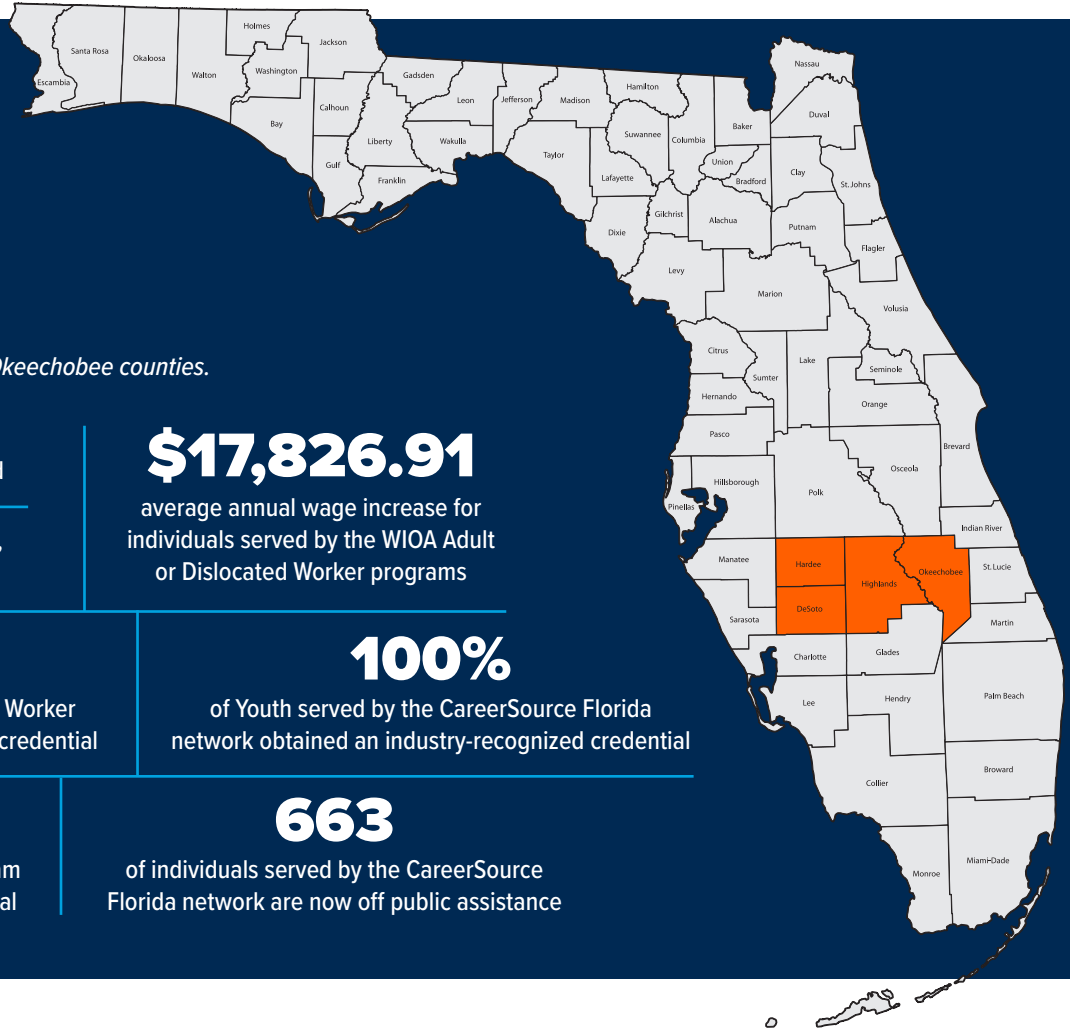 Holmes
Jackson
Santa Rosa
Okaloosa
Walton
Washington
Escambia
Bay
Calhoun
Gulf
Gadsden
Liberty
Franklin
Leon
Wakulla
Jefferson
Madison
Taylor
Hamilton
Suwannee
Lafayette
Dixie
Columbia
Gilchrist
Baker
Union
Bradford
Alachua
Levy
Nassau
Duval
Clay
St. Johns
Putnam
Flagler
Marion
Volusia
Citrus
Sumter
Lake
Seminole
Hernando
Orange
Pasco
Brevard
Osceola
Hillsborough
Polk
Pinellas
Indian River
Manatee
Hardee
Highlands
Okeechobee
St. Lucie
DeSoto
Sarasota
Martin
Charlotte
Glades
Lee
Hendry
Palm Beach
Collier
Broward
Monroe
Miami-Dade
Okeechobee counties.
$17,826.91
average annual wage increase for
individuals served by the WIOA Adult
or Dislocated Worker programs
Worker
credential
100%
of Youth served by the CareerSource Florida
network obtained an industry-recognized credential
663
of individuals served by the CareerSource
Florida network are now off public assistance